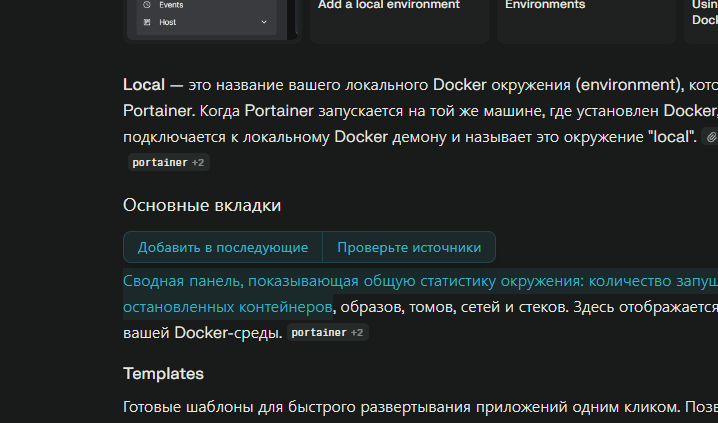 Events
Host
Add a local environment
Environments
Usin
Dock
Local — это название вашего локального Docker окружения (environment), кото
Portainer. Когда Portainer запускается на той же машине, где установлен Docker,
подключается к локальному Docker демону и называет это окружение "local".
portainer +2
Основные вкладки
Добавить в последующие
Проверьте источники
Сводная панель, показывающая общую статистику окружения: количество запущ
остановленных контейнеров, образов, томов, сетей и стеков. Здесь отображается
вашей Docker-среды. portainer +2
Templates
Готовые шаблоны для быстрого развертывания приложений одним кликом. Позв